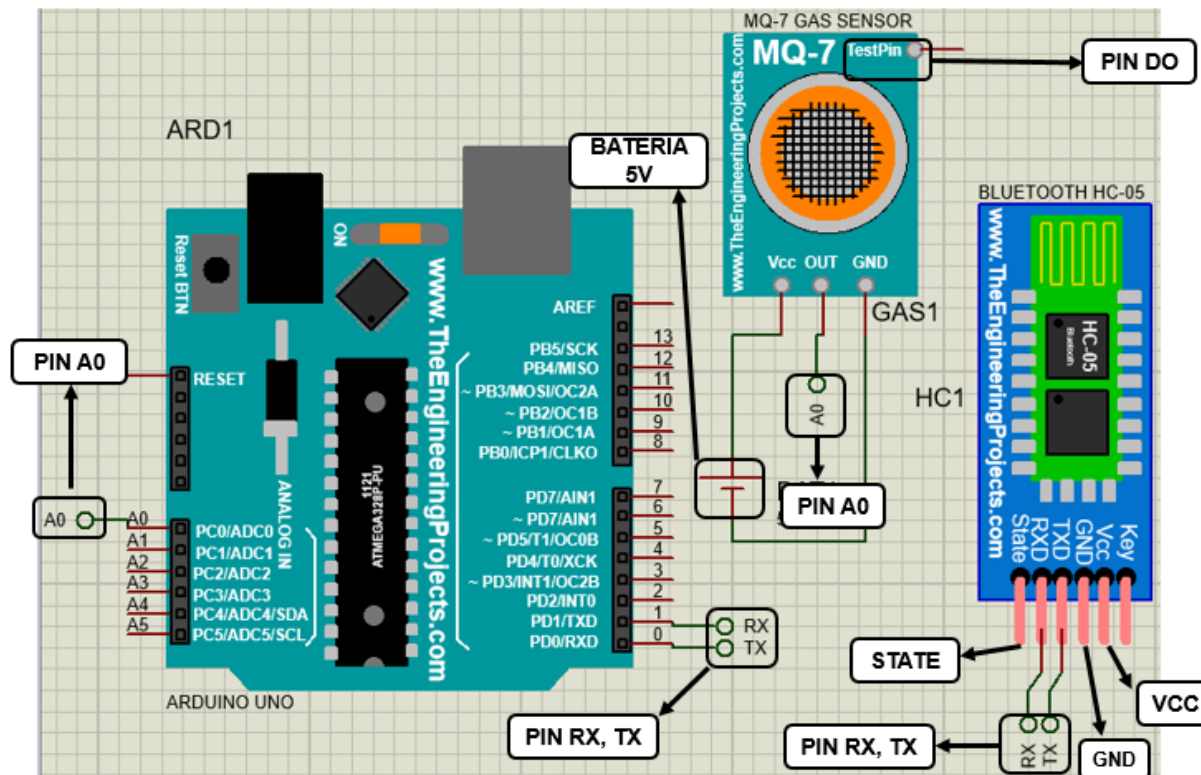 MQ-7 GAS SENSOR
MQ-7
TestPin
PIN DO
www.TheEngineeringProjects.com
Vcc OUT GND
GAS1
BATERIA
5V
ARD1
Reset BTN
ON
www.TheEngineeringProjects.com
PIN A0
RESET
A0
A0
A1
A2
A3
A4
A5
PC0/ADC0
PC1/ADC1
PC2/ADC2
PC3/ADC3
PC4/ADC4/SDA
PC5/ADC5/SCL
ANALOG IN
1121
ATMEGA328P-PU
AREF
PB5/SCK 13
PB4/MISO 12
~ PB3/MOSI/OC2A 11
~ PB2/OC1B 10
~ PB1/OC1A 9
PB0/ICP1/CLKO 8
PD7/AIN1 7
~ PD7/AIN1 6
~ PD5/T1/OC0B 5
PD4/T0/XCK 4
~ PD3/INT1/OC2B 3
PD2/INT0 2
PD1/TXD 1
PD0/RXD 0
RX
TX
PIN RX, TX
ARDUINO UNO
A0
PIN A0
BLUETOOTH HC-05
www.TheEngineeringProjects.com
HC-05
Bluetooth
HC1
State
RXD
TXD
GND
Vcc
Key
STATE
VCC
PIN RX, TX
RX
TX
GND